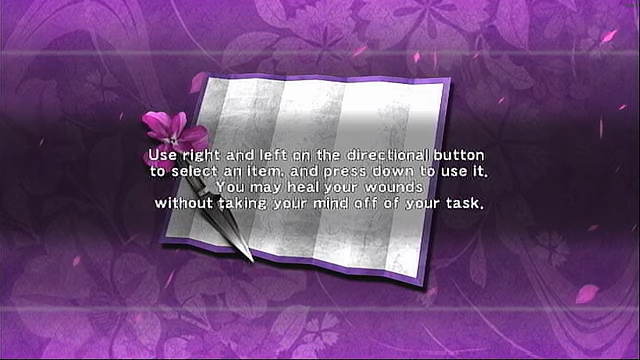 Use right and left on the directional button
to select an item, and press down to use it.
You may heal your wounds
without taking your mind off of your task.